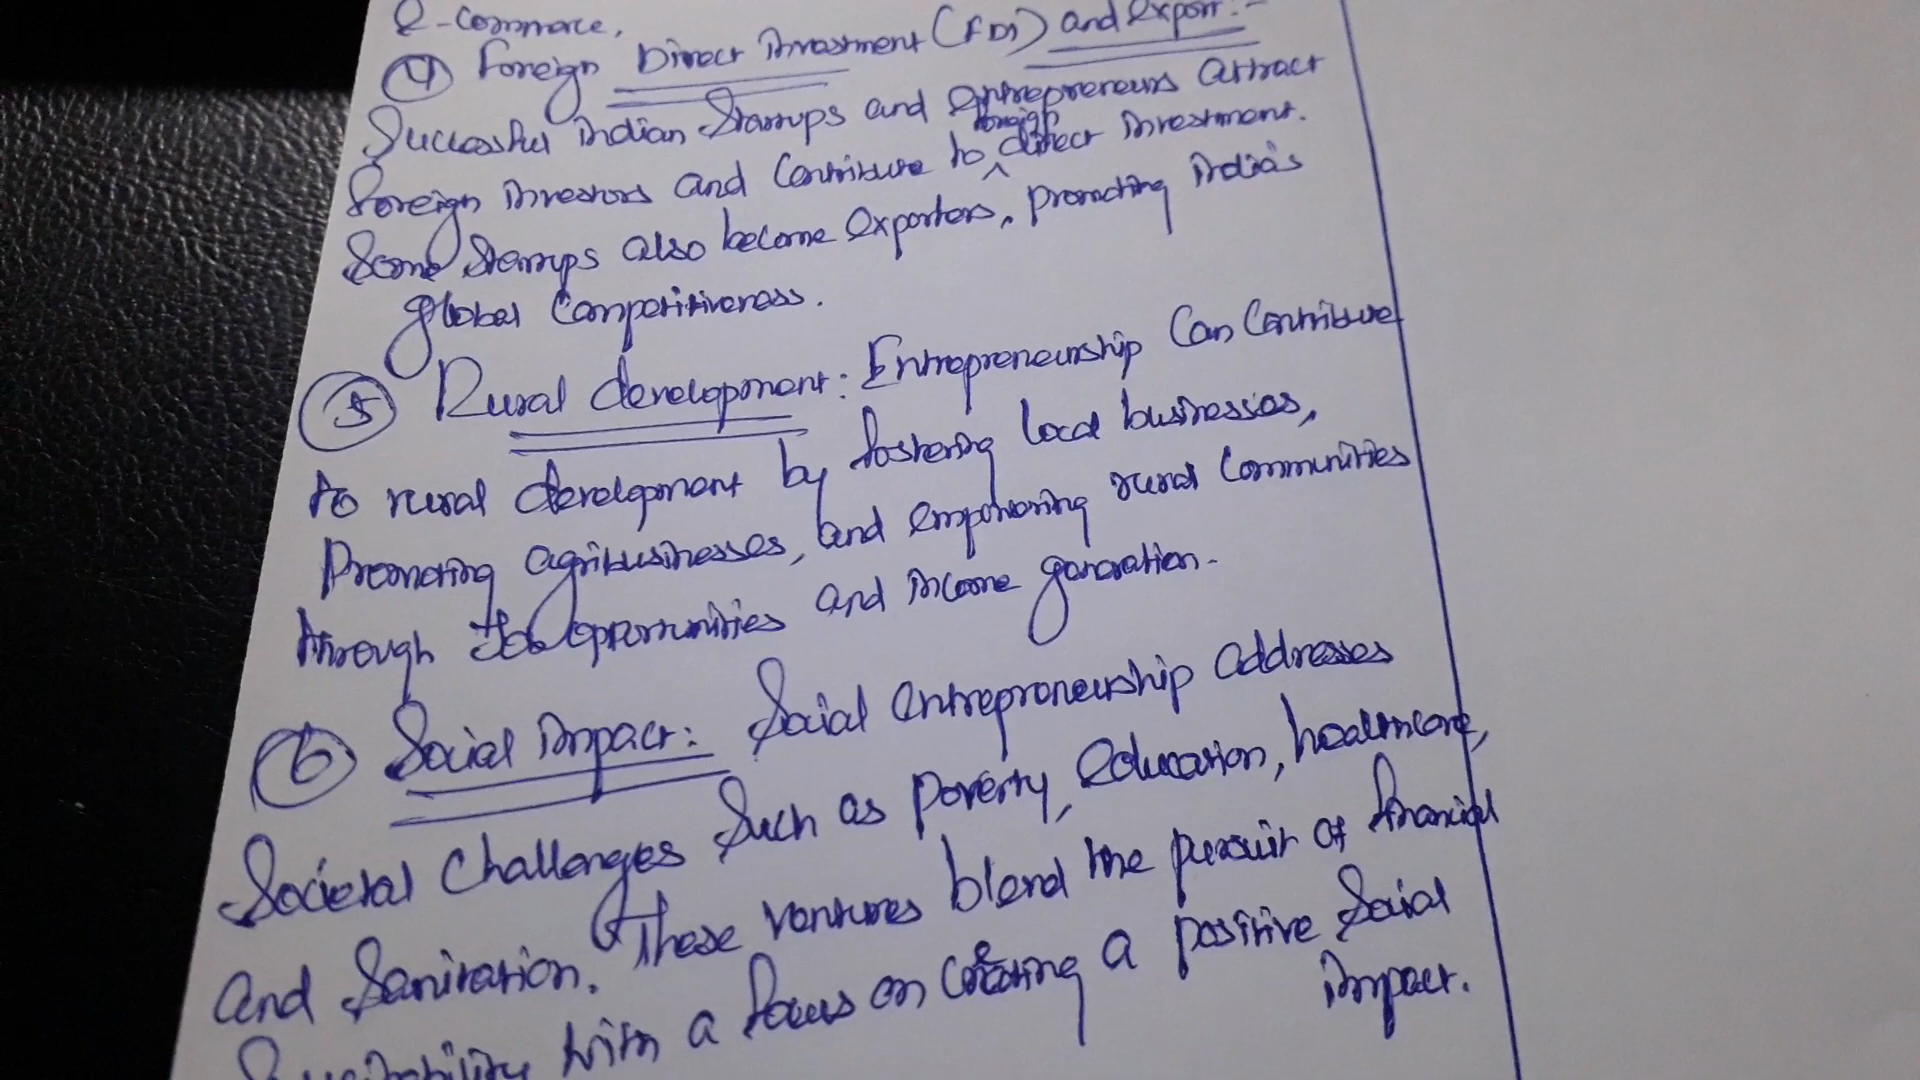 e-commerce.
(4) Foreign Direct Investment (FDI) and Export:-
Successful Indian Startups and entrepreneurs attract
foreign investors and contribute to foreign direct investment.
Some Startups also become exporters, promoting India's
global competitiveness.
(5) Rural development: Entrepreneurship can contribute
to rural development by fostering local businesses,
Promoting agribusinesses, and empowering rural communities
through Job opportunities and income generation.
(6) Social Impact: Social entrepreneurship addresses
Societal challenges such as poverty, education, healthcare,
and Sanitation. These ventures blend the pursuit of financial
Sustainability with a focus on creating a positive Social
impact.